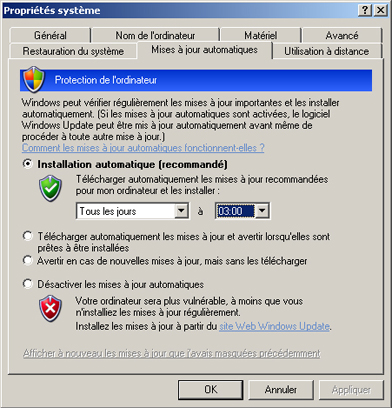 Propriétés système
Général
Nom de l'ordinateur
Matériel
Avancé
Restauration du système
Mises à jour automatiques
Utilisation à distance
Protection de l'ordinateur
Windows peut vérifier régulièrement les mises à jour importantes et les installer
automatiquement. (Si les mises à jour automatiques sont activées, le logiciel
Windows Update peut être mis à jour automatiquement avant même de
procéder à toute autre mise à jour.)
Comment les mises à jour automatiques fonctionnent-elles ?
Installation automatique (recommandé)
Télécharger automatiquement les mises à jour recommandées
pour mon ordinateur et les installer :
Tous les jours
à
03:00
Télécharger automatiquement les mises à jour et avertir lorsqu'elles sont
prêtes à être installées
Avertir en cas de nouvelles mises à jour, mais sans les télécharger
Désactiver les mises à jour automatiques
Votre ordinateur sera plus vulnérable, à moins que vous
n'installiez les mises à jour régulièrement.
Installez les mises à jour à partir du site Web Windows Update.
Afficher à nouveau les mises à jour que j'avais masquées précédemment
OK
Annuler
Appliquer